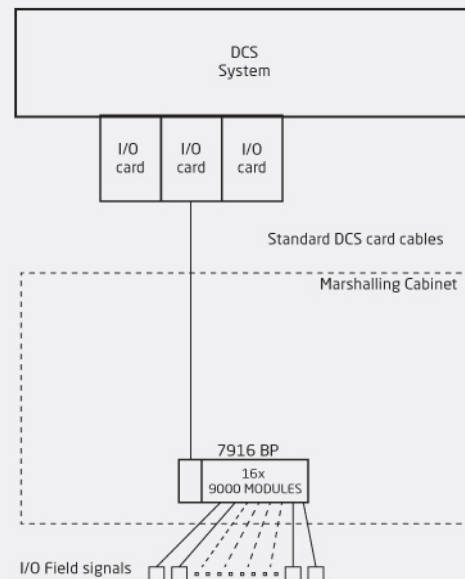 DCS
System
I/O
card
I/O
card
I/O
card
Standard DCS card cables
Marshalling Cabinet
7916 BP
16x
9000 MODULES
I/O Field signals